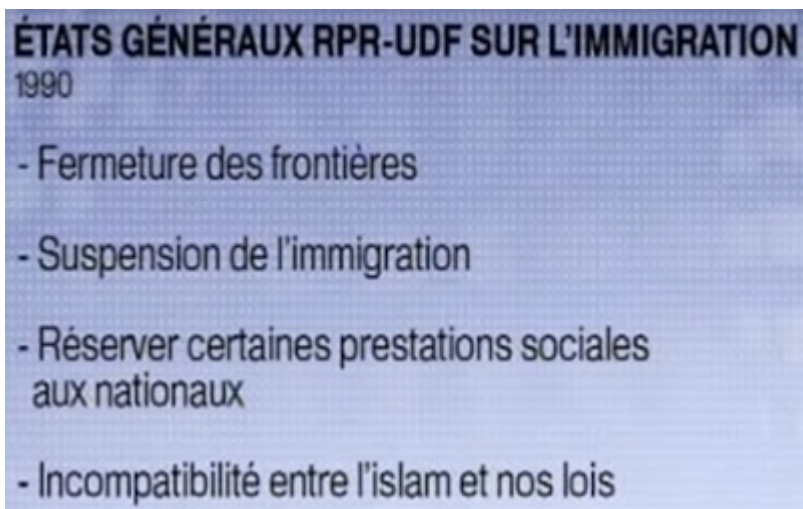 ÉTATS GÉNÉRAUX RPR-UDF SUR L'IMMIGRATION
1990
- Fermeture des frontières
- Suspension de l'immigration
- Réserver certaines prestations sociales
aux nationaux
- Incompatibilité entre l'islam et nos lois